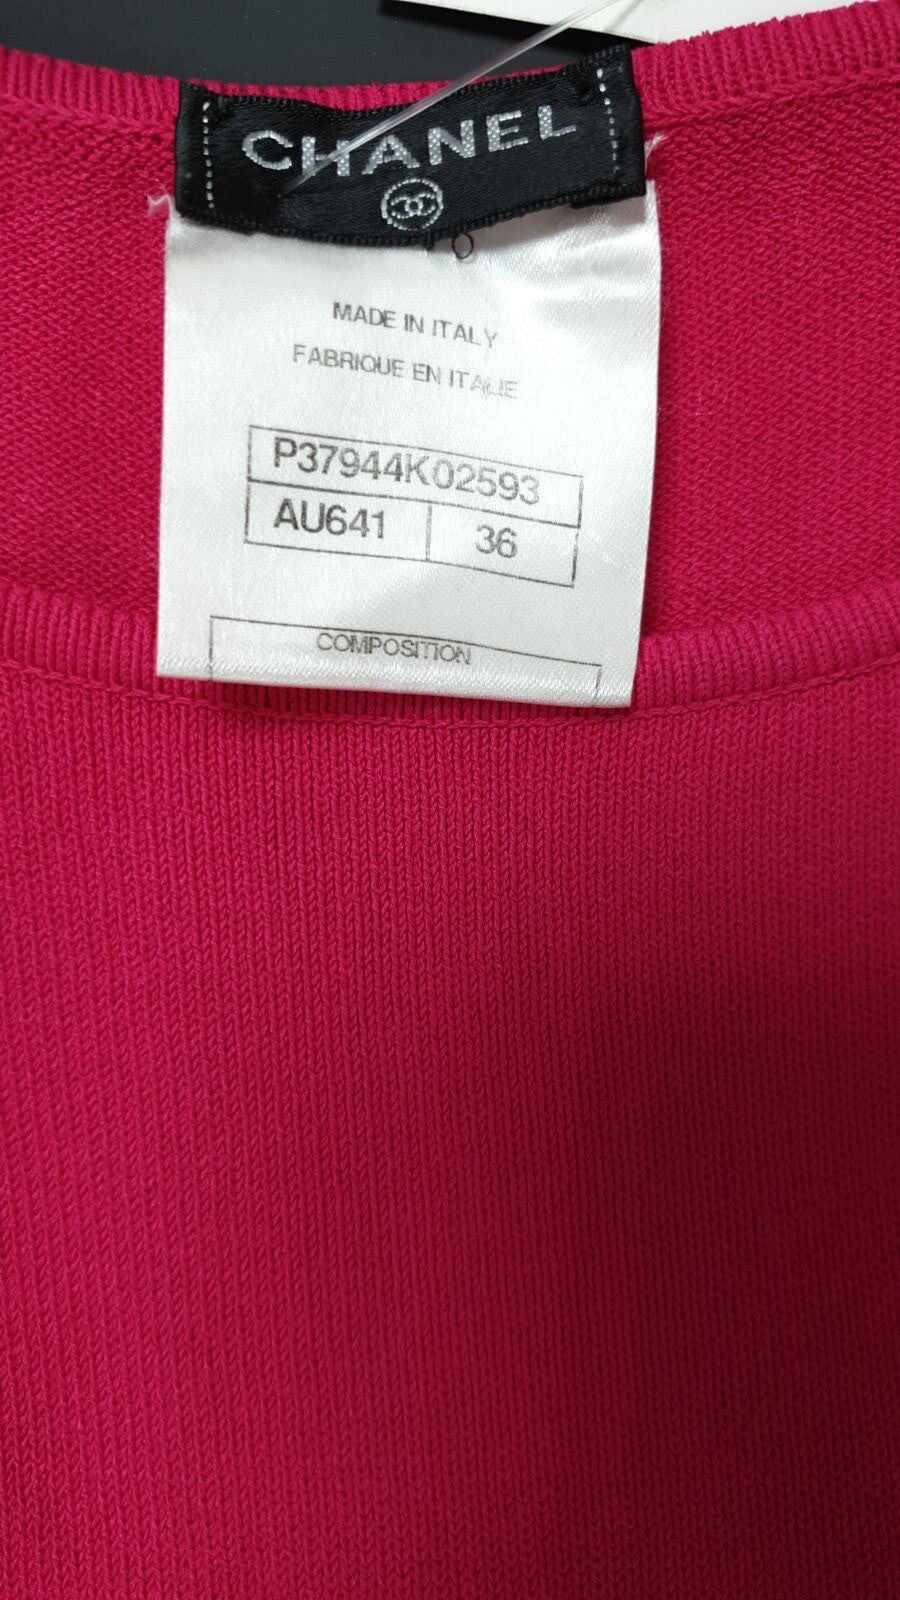 CHANEL
MADE IN ITALY
FABRIQUE EN ITALIE
P37944K02593
AU641 36
COMPOSITION